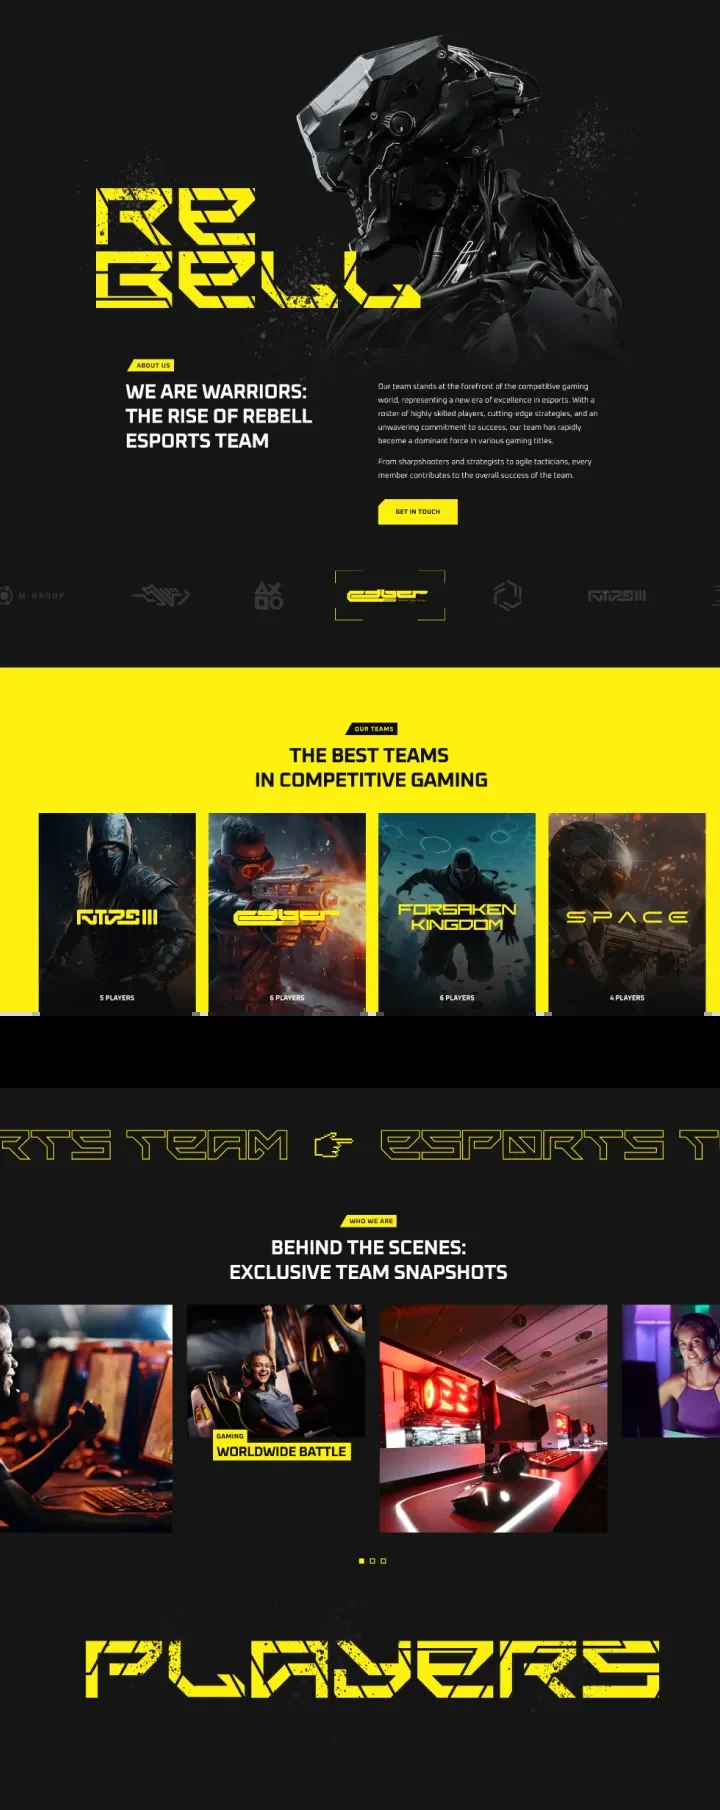 RE
BELL
ABOUT US
WE ARE WARRIORS:
THE RISE OF REBELL
ESPORTS TEAM
Our team stands at the forefront of the competitive gaming
world, representing a new era of excellence in esports. With a
roster of highly skilled players, cutting-edge strategies, and an
unwavering commitment to success, our team has rapidly
become a dominant force in various gaming titles.
From sharpshooters and strategists to agile tacticians, every
member contributes to the overall success of the team.
GET IN TOUCH
M-GROUP
OUR TEAMS
THE BEST TEAMS
IN COMPETITIVE GAMING
FORSAKEN
KINGDOM
SPACE
5 PLAYERS
6 PLAYERS
6 PLAYERS
4 PLAYERS
RTS TEAM ESPORTS T
WHO WE ARE
BEHIND THE SCENES:
EXCLUSIVE TEAM SNAPSHOTS
GAMING
WORLDWIDE BATTLE
PLAYERS